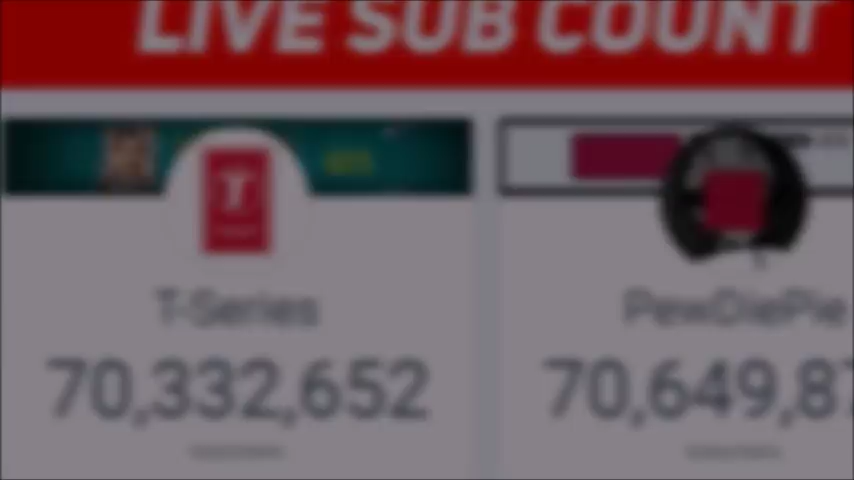 LIVE SUB COUNT
T-Series
PewDiePie
70,332,652
70,649,87